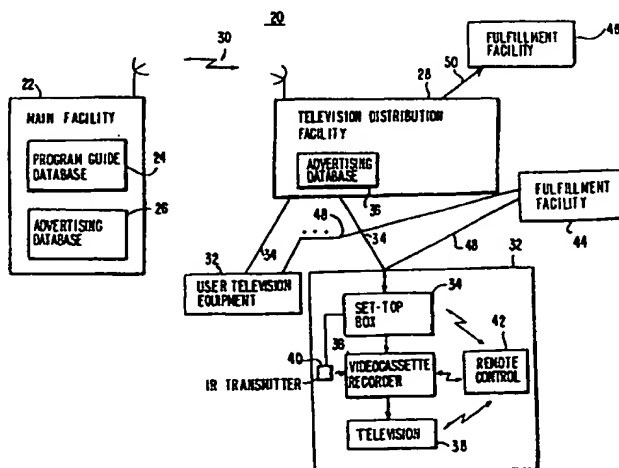 20
30
FULFILLMENT
FACILITY
46
22
28
50
MAIN FACILITY
PROGRAM GUIDE
DATABASE
24
ADVERTISING
DATABASE
26
TELEVISION DISTRIBUTION
FACILITY
ADVERTISING
DATABASE
36
FULFILLMENT
FACILITY
44
48
34
34
48
32
USER TELEVISION
EQUIPMENT
32
SET-TOP
BOX
34
40
IR TRANSMITTER
38
VIDEOCASSETTE
RECORDER
42
REMOTE
CONTROL
TELEVISION
38